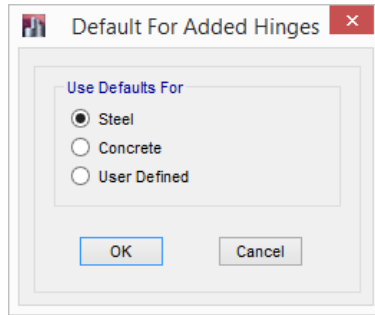 Default For Added Hinges
Use Defaults For
Steel
Concrete
User Defined
OK
Cancel